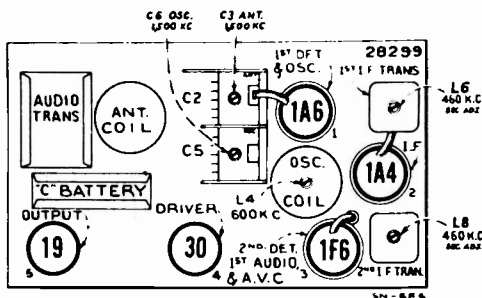 C6 OSC.
1,500 KC
C3 ANT.
1,500 KC
28299
1ST DET.
& OSC.
1ST I F TRANS
AUDIO
TRANS
ANT.
COIL
C2
1A6
1
L6
460 K.C.
SEC ADJ
C5
OSC.
COIL
I.F
1A4
2
"C" BATTERY
L4
600 KC
OUTPUT
19
5
DRIVER
30
4
2ND. DET.
1ST AUDIO,
& A.V.C
3
1F6
L8
460 K.C.
SEC ADJ
2ND I F TRAN.